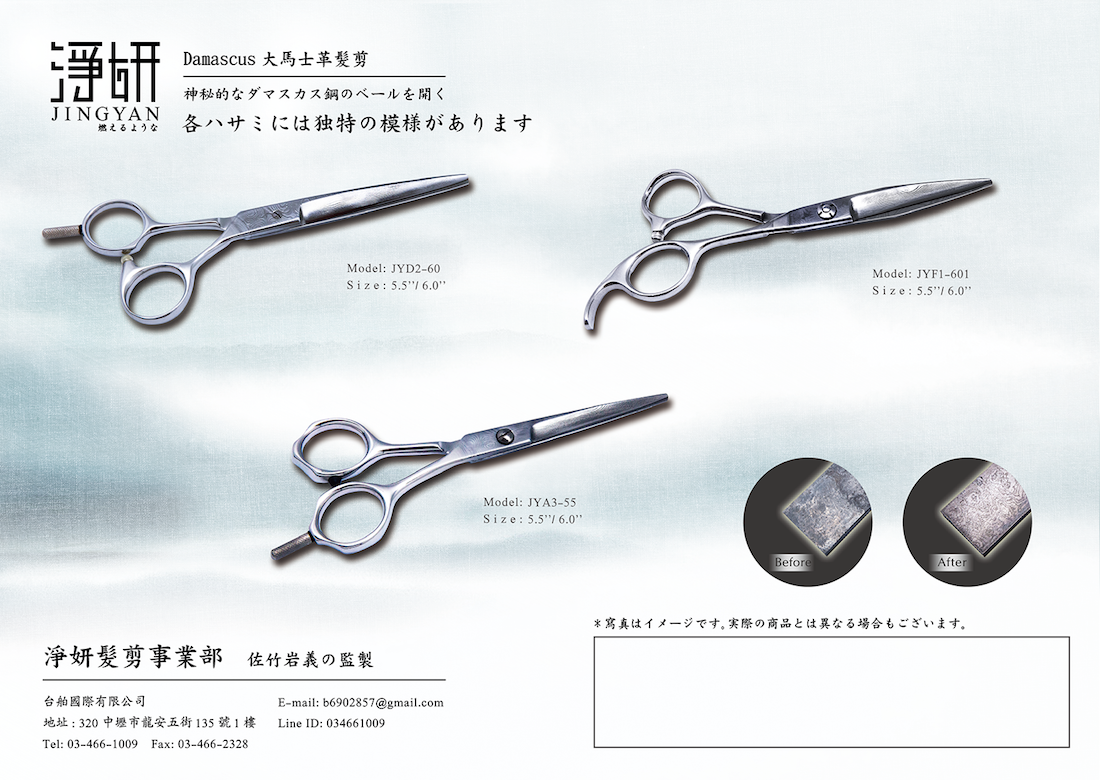 淨妍
JINGYAN
燃えるような
Damascus 大馬士革髮剪
神秘的なダマスカス鋼のベールを開く
各ハサミには独特の模様があります
Model: JYD2-60
Size: 5.5’’/ 6.0’’
Model: JYF1-601
Size: 5.5’’/ 6.0’’
Model: JYA3-55
Size: 5.5’’/ 6.0’’
Before
After
＊寫真はイメージです。実際の商品とは異なる場合もございます。
淨妍髮剪事業部 佐竹岩義の監製
台舶國際有限公司
地址 : 320 中壢市龍安五街 135 號 1 樓
Tel: 03-466-1009 Fax: 03-466-2328
E-mail: b6902857@gmail.com
Line ID: 034661009